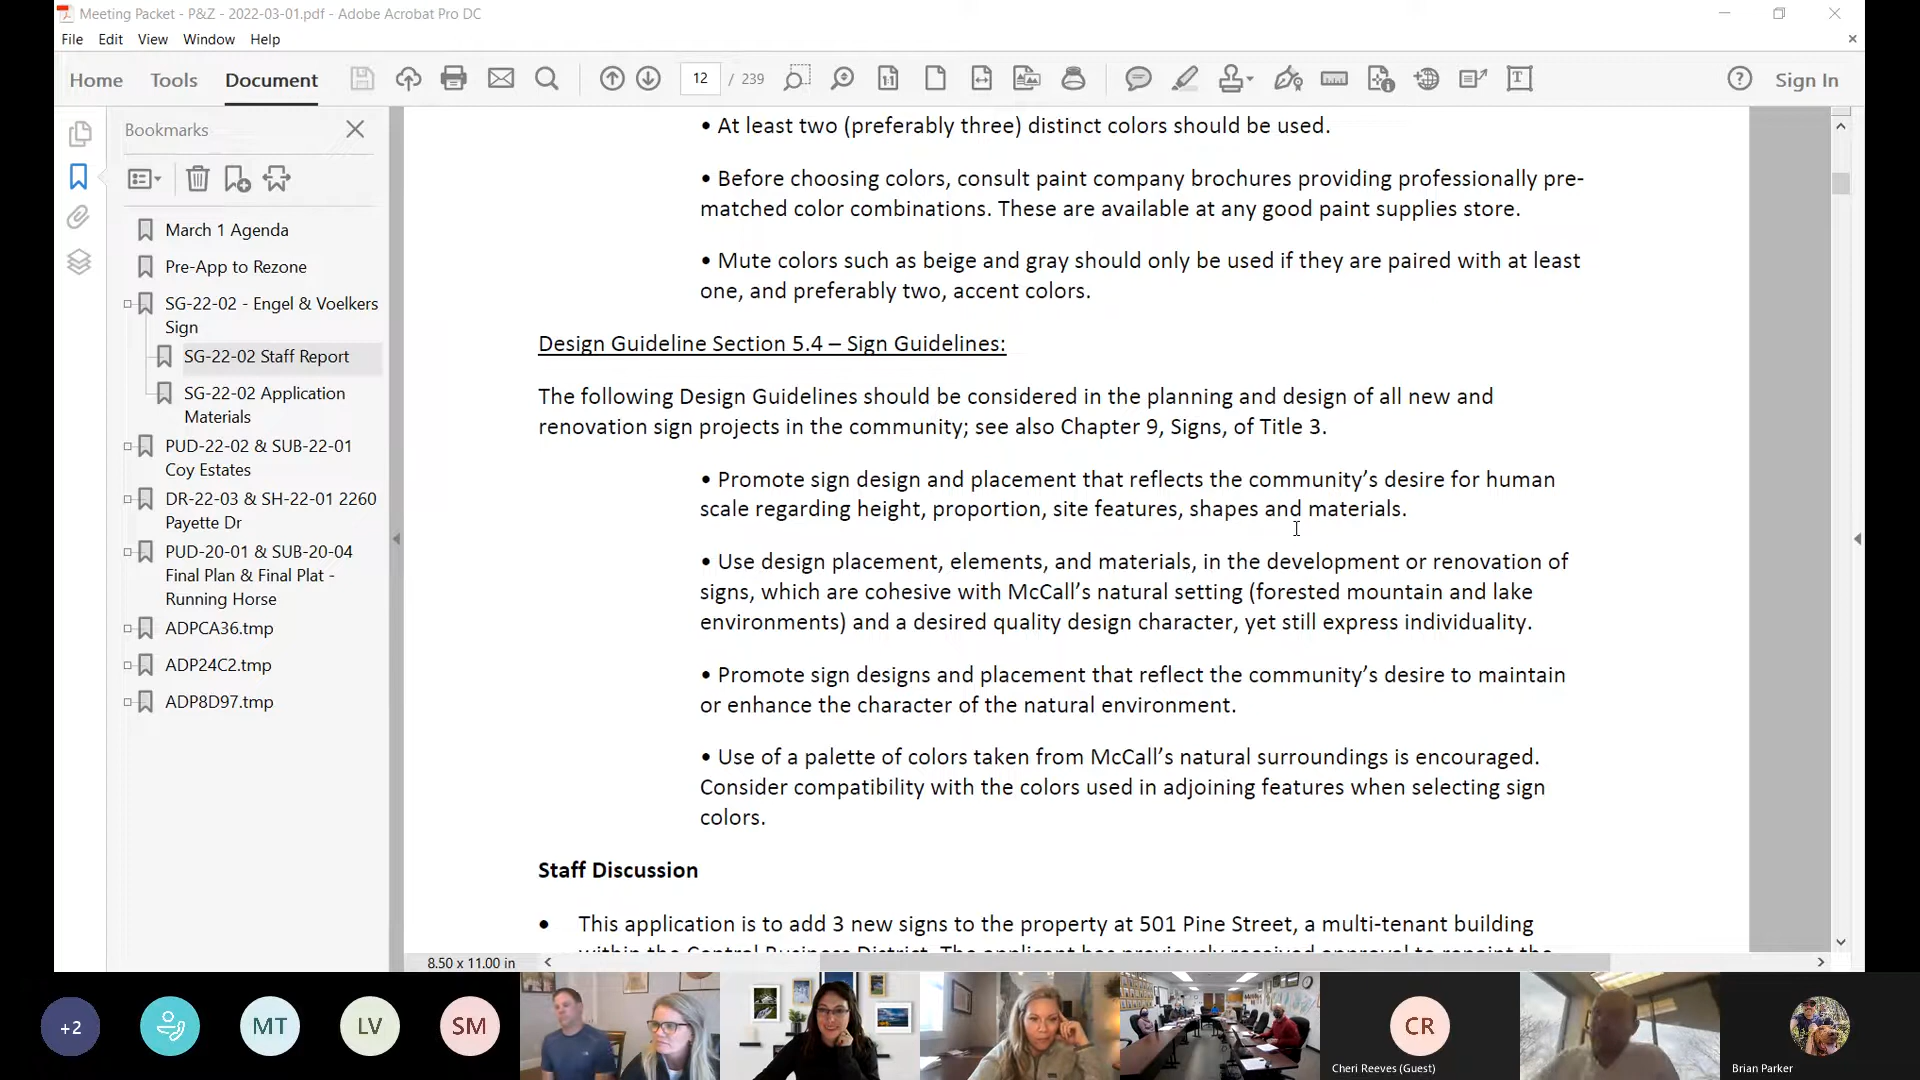 Meeting Packet - P&Z - 2022-03-01.pdf - Adobe Acrobat Pro DC
File Edit View Window Help
Home Tools Document 12 / 239 Sign In
Bookmarks
March 1 Agenda
Pre-App to Rezone
SG-22-02 - Engel & Voelkers
Sign
SG-22-02 Staff Report
SG-22-02 Application
Materials
PUD-22-02 & SUB-22-01
Coy Estates
DR-22-03 & SH-22-01 2260
Payette Dr
PUD-20-01 & SUB-20-04
Final Plan & Final Plat -
Running Horse
ADPCA36.tmp
ADP24C2.tmp
ADP8D97.tmp
• At least two (preferably three) distinct colors should be used.
• Before choosing colors, consult paint company brochures providing professionally pre-
matched color combinations. These are available at any good paint supplies store.
• Mute colors such as beige and gray should only be used if they are paired with at least
one, and preferably two, accent colors.
Design Guideline Section 5.4 – Sign Guidelines:
The following Design Guidelines should be considered in the planning and design of all new and
renovation sign projects in the community; see also Chapter 9, Signs, of Title 3.
• Promote sign design and placement that reflects the community’s desire for human
scale regarding height, proportion, site features, shapes and materials.
• Use design placement, elements, and materials, in the development or renovation of
signs, which are cohesive with McCall’s natural setting (forested mountain and lake
environments) and a desired quality design character, yet still express individuality.
• Promote sign designs and placement that reflect the community’s desire to maintain
or enhance the character of the natural environment.
• Use of a palette of colors taken from McCall’s natural surroundings is encouraged.
Consider compatibility with the colors used in adjoining features when selecting sign
colors.
Staff Discussion
• This application is to add 3 new signs to the property at 501 Pine Street, a multi-tenant building
within the Central Business District. The applicant has previously received approval to repaint the
8.50 x 11.00 in
+2 MT LV SM CR
Cheri Reeves (Guest) Brian Parker